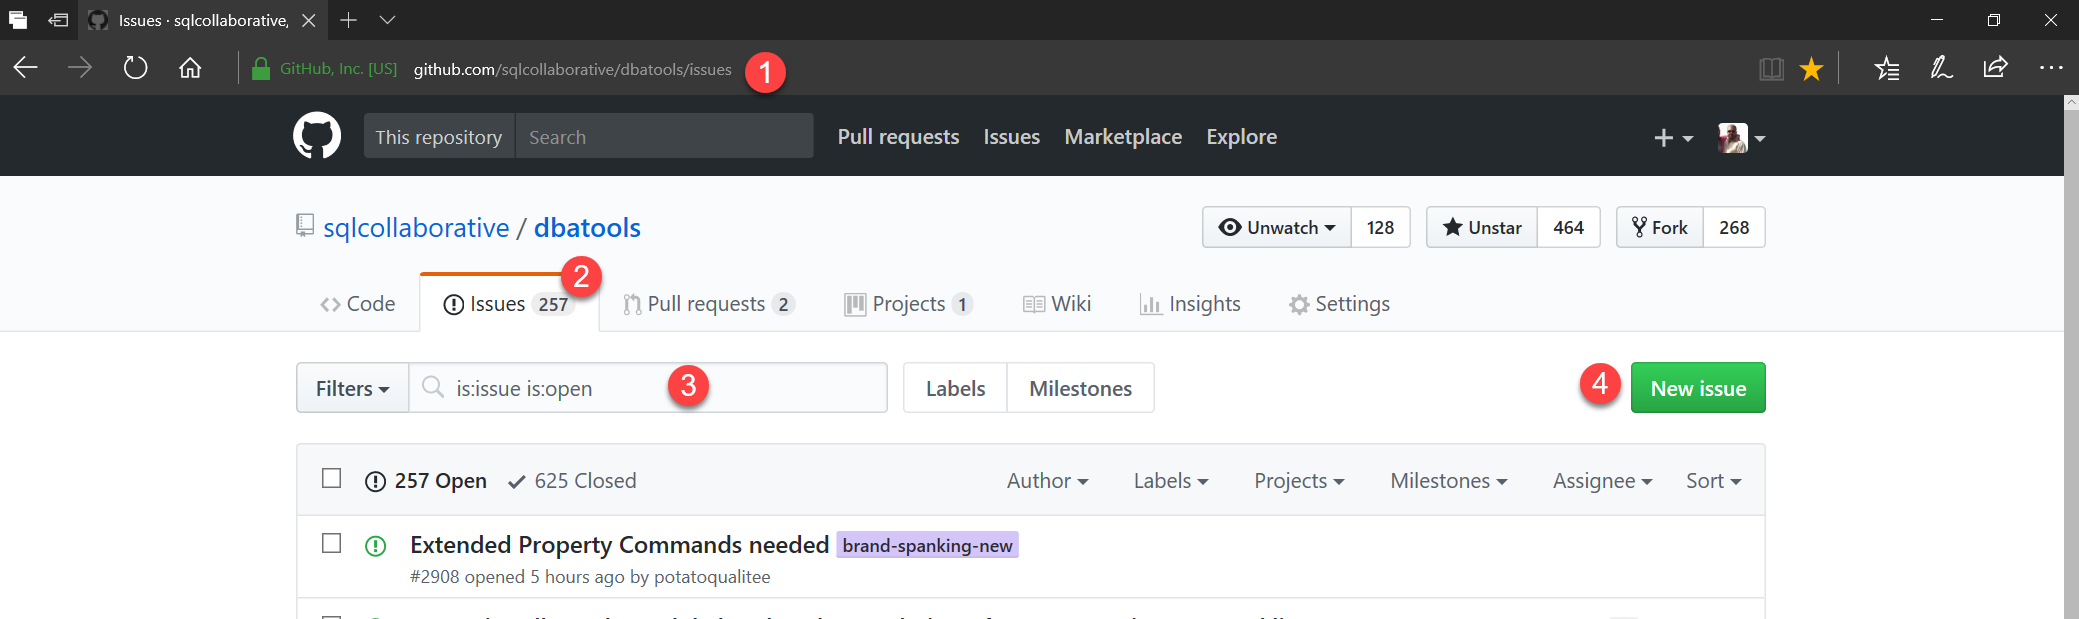 Issues · sqlcollaborative,
GitHub, Inc. [US] github.com/sqlcollaborative/dbatools/issues 1
This repository Search Pull requests Issues Marketplace Explore
sqlcollaborative / dbatools Unwatch 128 Unstar 464 Fork 268
2
Code Issues 257 Pull requests 2 Projects 1 Wiki Insights Settings
Filters is:issue is:open 3 Labels Milestones 4 New issue
257 Open 625 Closed Author Labels Projects Milestones Assignee Sort
Extended Property Commands needed brand-spanking-new
#2908 opened 5 hours ago by potatoqualitee